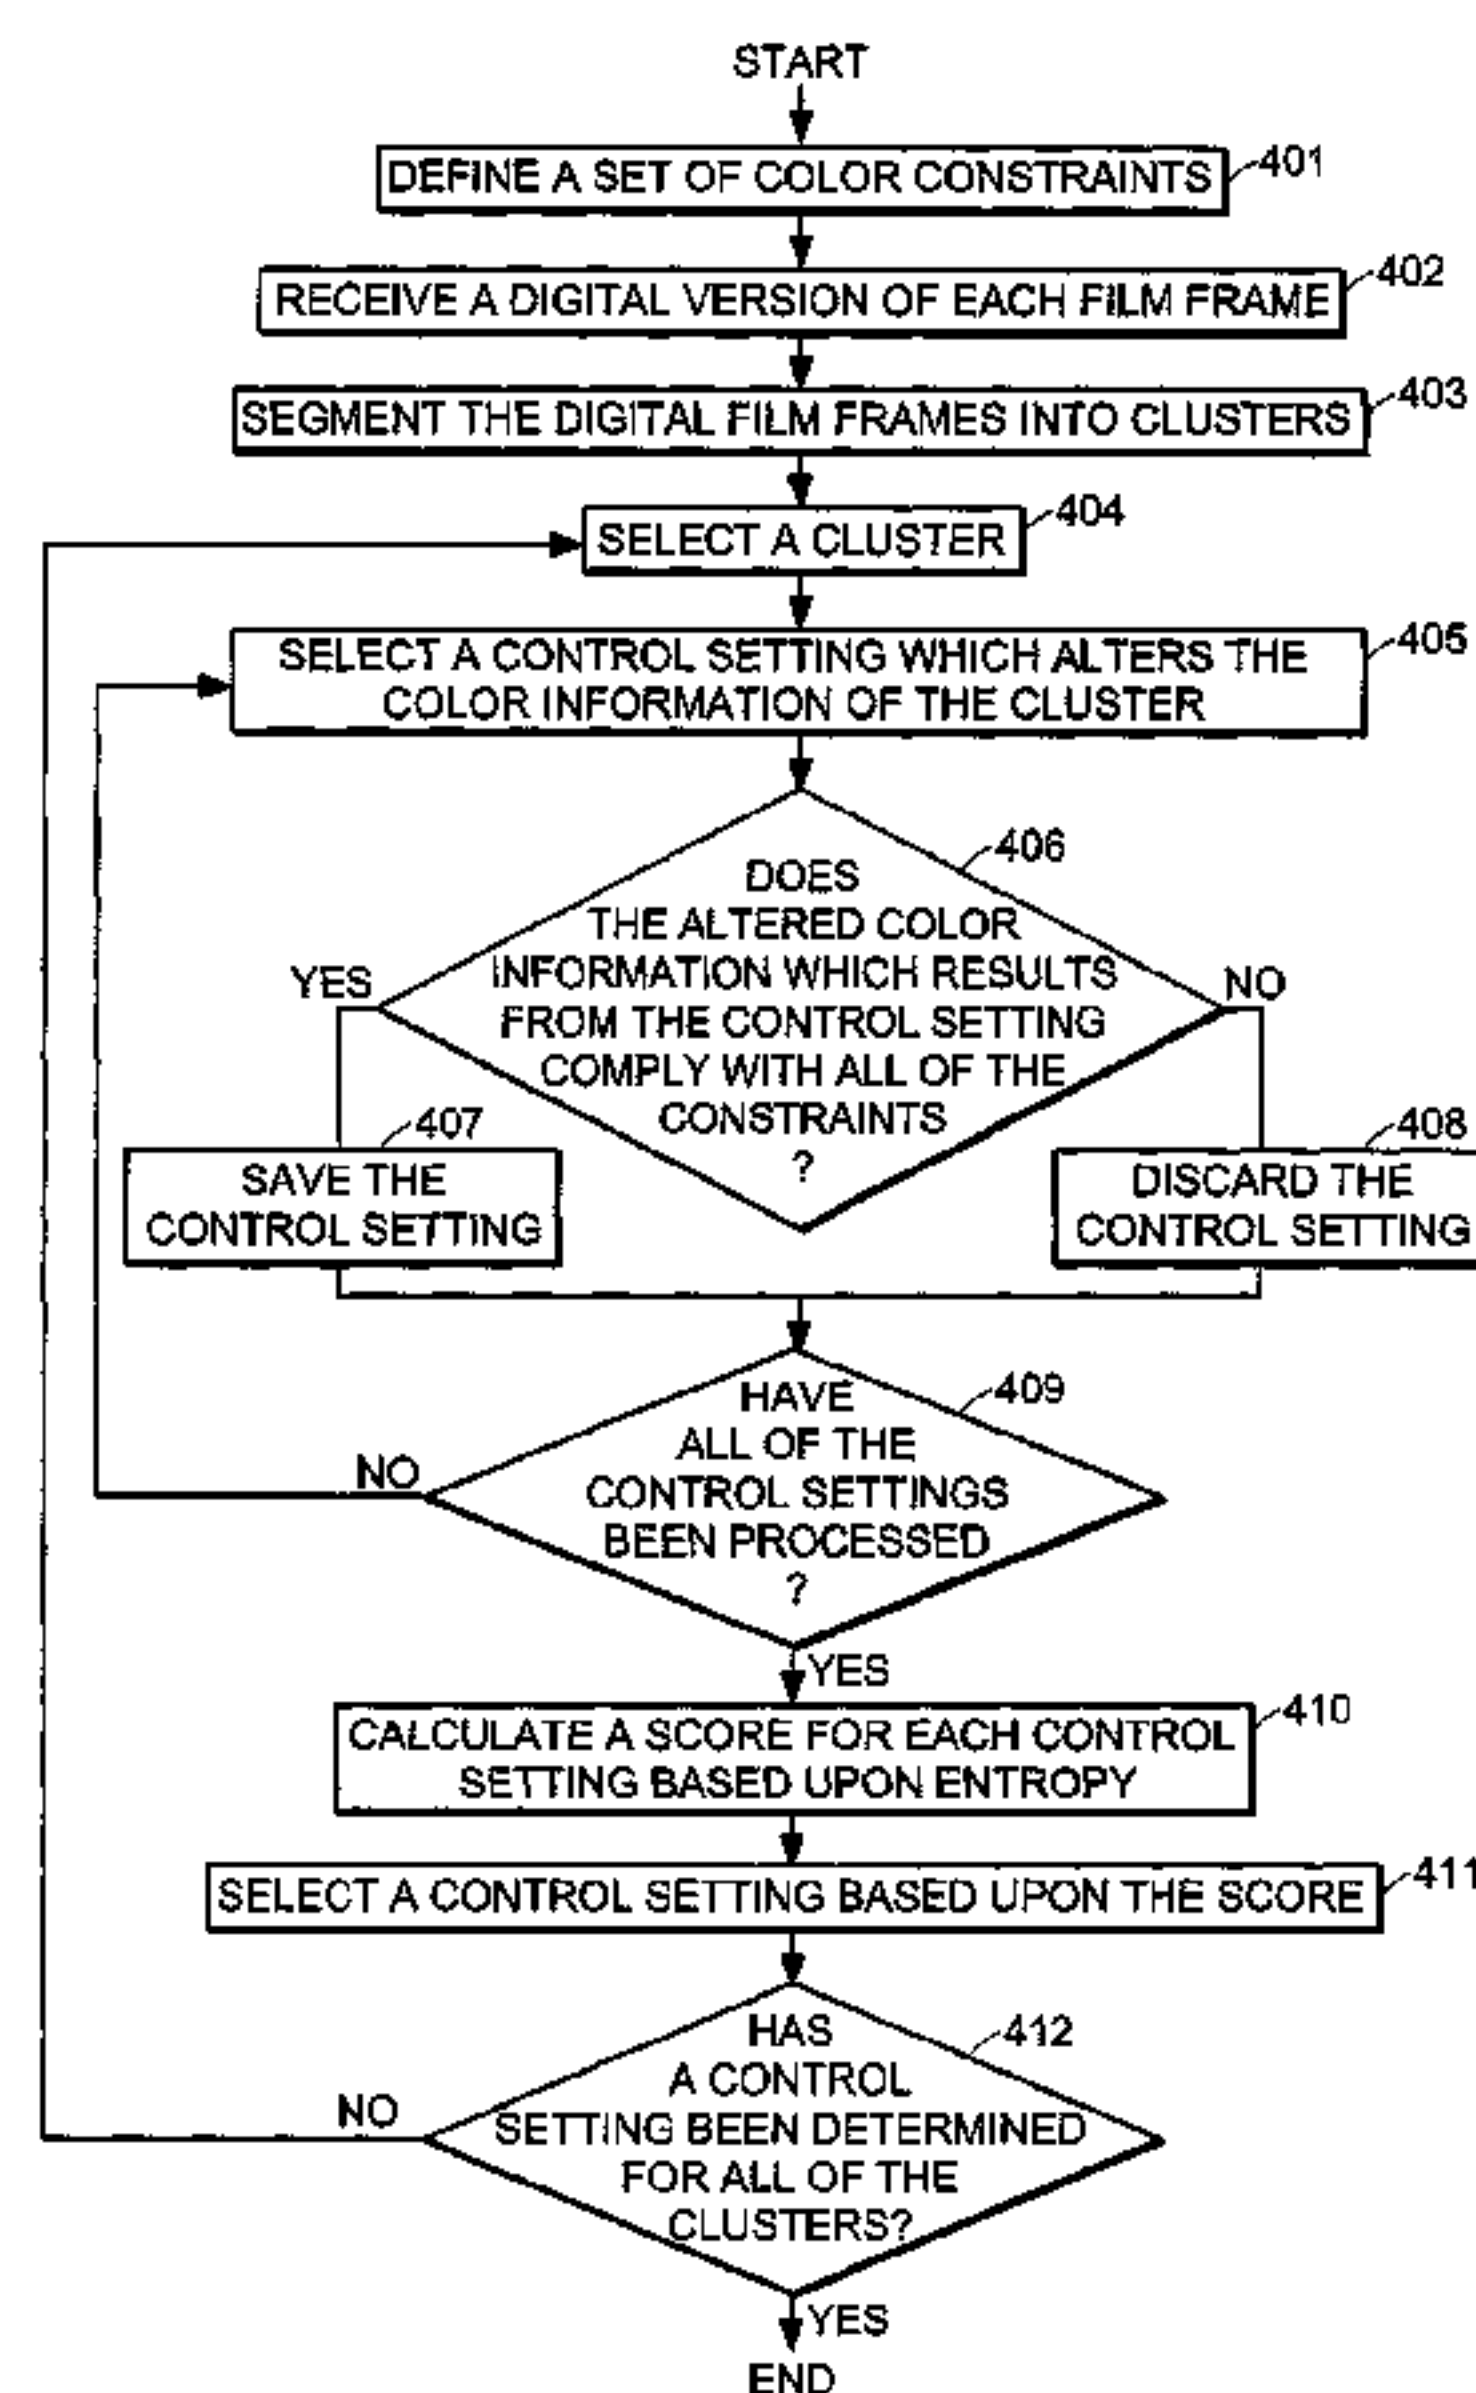 START
DEFINE A SET OF COLOR CONSTRAINTS
401
RECEIVE A DIGITAL VERSION OF EACH FILM FRAME
402
SEGMENT THE DIGITAL FILM FRAMES INTO CLUSTERS
403
SELECT A CLUSTER
404
SELECT A CONTROL SETTING WHICH ALTERS THE
COLOR INFORMATION OF THE CLUSTER
405
406
DOES
THE ALTERED COLOR
INFORMATION WHICH RESULTS
FROM THE CONTROL SETTING
COMPLY WITH ALL OF THE
CONSTRAINTS
?
YES
NO
407
SAVE THE
CONTROL SETTING
408
DISCARD THE
CONTROL SETTING
409
HAVE
ALL OF THE
CONTROL SETTINGS
BEEN PROCESSED
?
NO
YES
CALCULATE A SCORE FOR EACH CONTROL
SETTING BASED UPON ENTROPY
410
SELECT A CONTROL SETTING BASED UPON THE SCORE
411
412
HAS
A CONTROL
SETTING BEEN DETERMINED
FOR ALL OF THE
CLUSTERS?
NO
YES
END